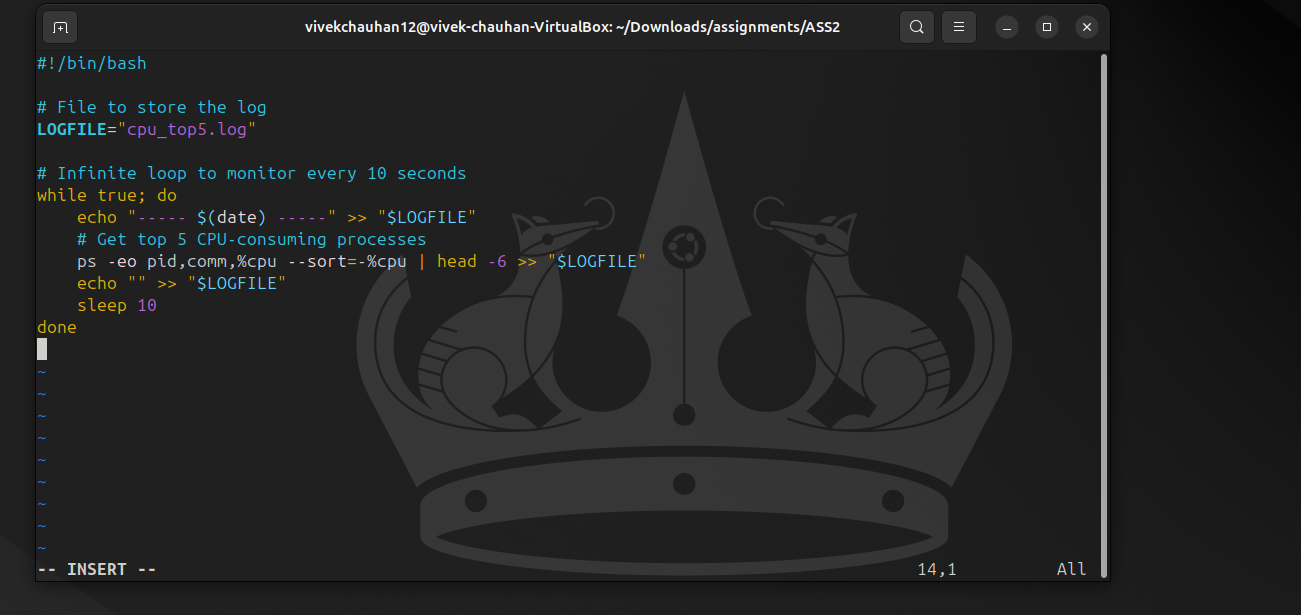 vivekchauhan12@vivek-chauhan-VirtualBox: ~/Downloads/assignments/ASS2
#!/bin/bash

# File to store the log
LOGFILE="cpu_top5.log"

# Infinite loop to monitor every 10 seconds
while true; do
    echo "----- $(date) -----" >> "$LOGFILE"
    # Get top 5 CPU-consuming processes
    ps -eo pid,comm,%cpu --sort=-%cpu | head -6 >> "$LOGFILE"
    echo "" >> "$LOGFILE"
    sleep 10
done

~
~
~
~
~
~
~
~
~
-- INSERT -- 14,1 All